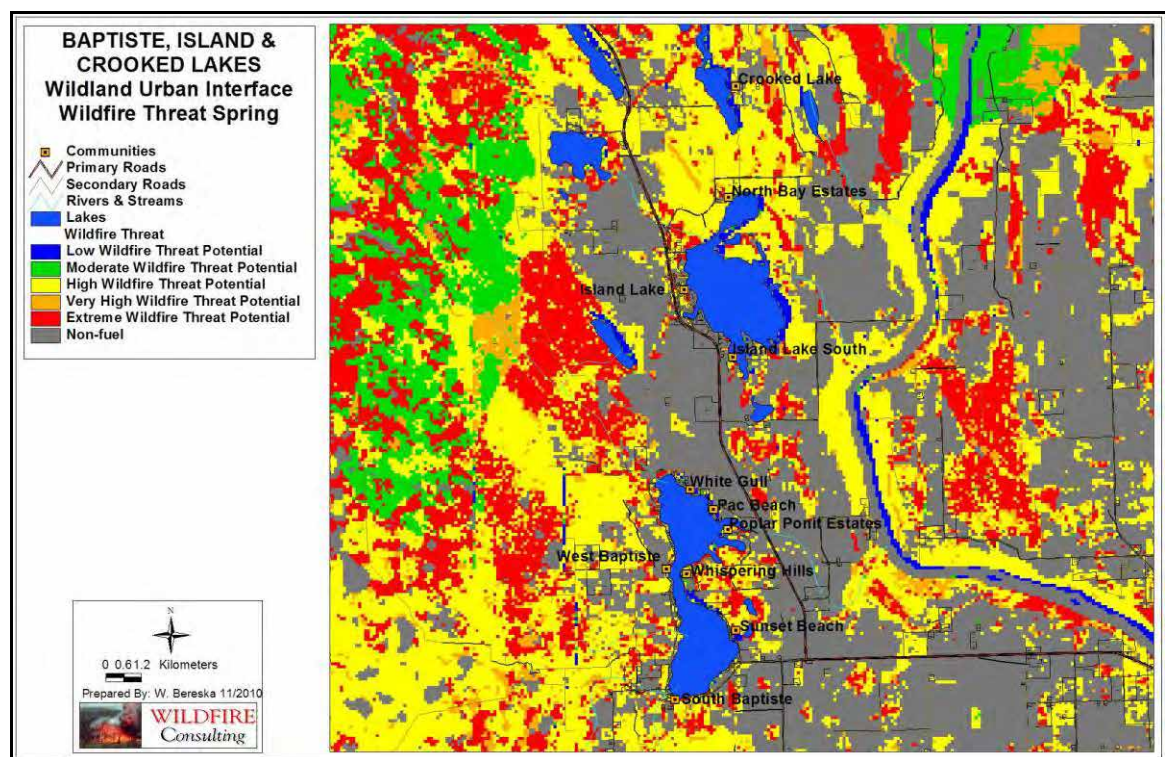 BAPTISTE, ISLAND &
CROOKED LAKES
Wildland Urban Interface
Wildfire Threat Spring
Communities
Primary Roads
Secondary Roads
Rivers & Streams
Lakes
Wildfire Threat
Low Wildfire Threat Potential
Moderate Wildfire Threat Potential
High Wildfire Threat Potential
Very High Wildfire Threat Potential
Extreme Wildfire Threat Potential
Non-fuel
Crooked Lake
North Bay Estates
Island Lake
Island Lake South
White Gull
Pac Beach
Poplar Ponit Estates
West Baptiste
Whispering Hills
Sunset Beach
South Baptiste
N
0 0.61.2 Kilometers
Prepared By: W. Bereska 11/2010
WILDFIRE
Consulting